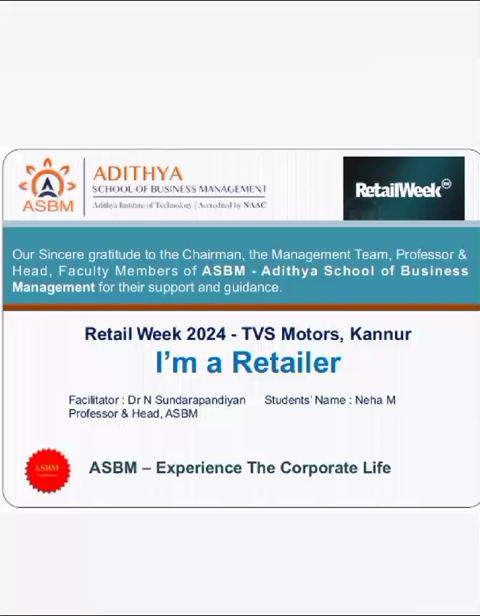 ADITHYA
SCHOOL OF BUSINESS MANAGEMENT
Adithya Institute of Technology | Accredited by NAAC
ASBM
RetailWeek
Our Sincere gratitude to the Chairman, the Management Team, Professor &
Head, Faculty Members of ASBM - Adithya School of Business
Management for their support and guidance.
Retail Week 2024 - TVS Motors, Kannur
I'm a Retailer
Facilitator : Dr N Sundarapandiyan Students' Name : Neha M
Professor & Head, ASBM
ASBM
ASBM – Experience The Corporate Life